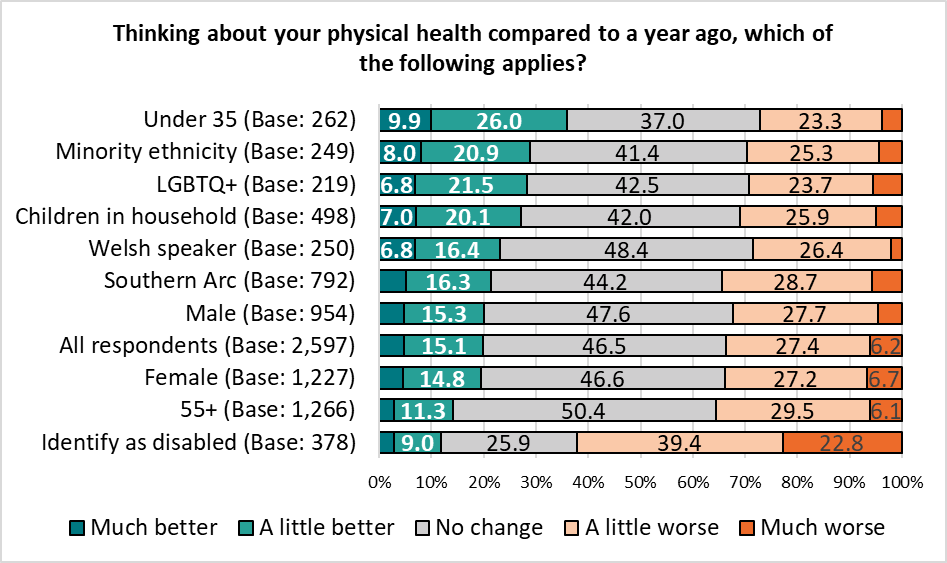 Thinking about your physical health compared to a year ago, which of
the following applies?
Under 35 (Base: 262) 9.9 26.0 37.0 23.3
Minority ethnicity (Base: 249) 8.0 20.9 41.4 25.3
LGBTQ+ (Base: 219) 6.8 21.5 42.5 23.7
Children in household (Base: 498) 7.0 20.1 42.0 25.9
Welsh speaker (Base: 250) 6.8 16.4 48.4 26.4
Southern Arc (Base: 792) 16.3 44.2 28.7
Male (Base: 954) 15.3 47.6 27.7
All respondents (Base: 2,597) 15.1 46.5 27.4 6.2
Female (Base: 1,227) 14.8 46.6 27.2 6.7
55+ (Base: 1,266) 11.3 50.4 29.5 6.1
Identify as disabled (Base: 378) 9.0 25.9 39.4 22.8
0% 10% 20% 30% 40% 50% 60% 70% 80% 90% 100%
Much better A little better No change A little worse Much worse